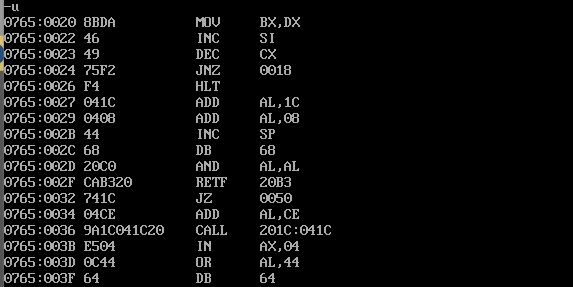 -u
0765:0020 8BDA          MOV     BX,DX
0765:0022 46            INC     SI
0765:0023 49            DEC     CX
0765:0024 75F2          JNZ     0018
0765:0026 F4            HLT
0765:0027 041C          ADD     AL,1C
0765:0029 0408          ADD     AL,08
0765:002B 44            INC     SP
0765:002C 68            DB      68
0765:002D 20C0          AND     AL,AL
0765:002F CAB320        RETF    20B3
0765:0032 741C          JZ      0050
0765:0034 04CE          ADD     AL,CE
0765:0036 9A1C041C20    CALL    201C:041C
0765:003B E504          IN      AX,04
0765:003D 0C44          OR      AL,44
0765:003F 64            DB      64